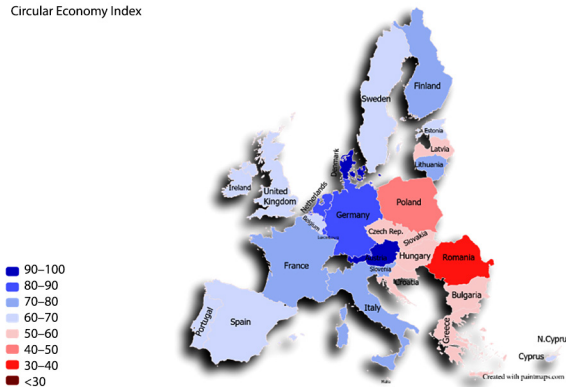 Circular Economy Index
Finland
Sweden
Estonia
Latvia
Lithuania
Denmark
Ireland
United
Kingdom
Netherlands
Belgium
Germany
Poland
Czech Rep.
Slovakia
Hungary
Romania
France
Slovenia
Croatia
90–100
80–90
70–80
60–70
50–60
40–50
30–40
<30
Italy
Bulgaria
Portugal
Spain
Greece
N.Cypru
Cyprus
Malta
Created with paintmaps.com